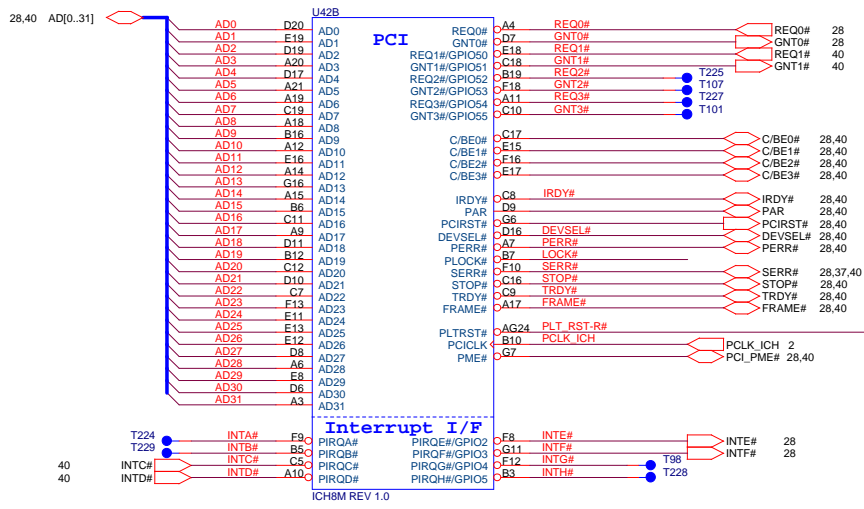 28,40 AD[0..31]
U42B
PCI
AD0 D20 AD0
AD1 E19 AD1
AD2 D19 AD2
AD3 A20 AD3
AD4 D17 AD4
AD5 A21 AD5
AD6 A19 AD6
AD7 C19 AD7
AD8 A18 AD8
AD9 B16 AD9
AD10 A12 AD10
AD11 E16 AD11
AD12 A14 AD12
AD13 G16 AD13
AD14 A15 AD14
AD15 B6 AD15
AD16 C11 AD16
AD17 A9 AD17
AD18 D11 AD18
AD19 B12 AD19
AD20 C12 AD20
AD21 D10 AD21
AD22 C7 AD22
AD23 F13 AD23
AD24 E11 AD24
AD25 E13 AD25
AD26 E12 AD26
AD27 D8 AD27
AD28 A6 AD28
AD29 E8 AD29
AD30 D6 AD30
AD31 A3 AD31
REQ0# A4 REQ0# REQ0# 28
GNT0# D7 GNT0# GNT0# 28
REQ1#/GPIO50 E18 REQ1# REQ1# 40
GNT1#/GPIO51 C18 GNT1# GNT1# 40
REQ2#/GPIO52 B19 REQ2# T225
GNT2#/GPIO53 F18 GNT2# T107
REQ3#/GPIO54 A11 REQ3# T227
GNT3#/GPIO55 C10 GNT3# T101
C/BE0# C17 C/BE0# 28,40
C/BE1# E15 C/BE1# 28,40
C/BE2# F16 C/BE2# 28,40
C/BE3# E17 C/BE3# 28,40
IRDY# C8 IRDY# IRDY# 28,40
PAR D9 PAR 28,40
PCIRST# G6 PCIRST# 28,40
DEVSEL# D16 DEVSEL# DEVSEL# 28,40
PERR# A7 PERR# PERR# 28,40
PLOCK# B7 LOCK#
SERR# F10 SERR# SERR# 28,37,40
STOP# C16 STOP# STOP# 28,40
TRDY# C9 TRDY# TRDY# 28,40
FRAME# A17 FRAME# FRAME# 28,40
PLTRST# AG24 PLT_RST-R#
PCICLK B10 PCLK_ICH PCLK_ICH 2
PME# G7 PCI_PME# 28,40
Interrupt I/F
T224 INTA# F9 PIRQA# PIRQE#/GPIO2 F8 INTE# INTE# 28
T229 INTB# B5 PIRQB# PIRQF#/GPIO3 G11 INTF# INTF# 28
40 INTC# INTC# C5 PIRQC# PIRQG#/GPIO4 F12 INTG# T98
40 INTD# INTD# A10 PIRQD# PIRQH#/GPIO5 B3 INTH# T228
ICH8M REV 1.0